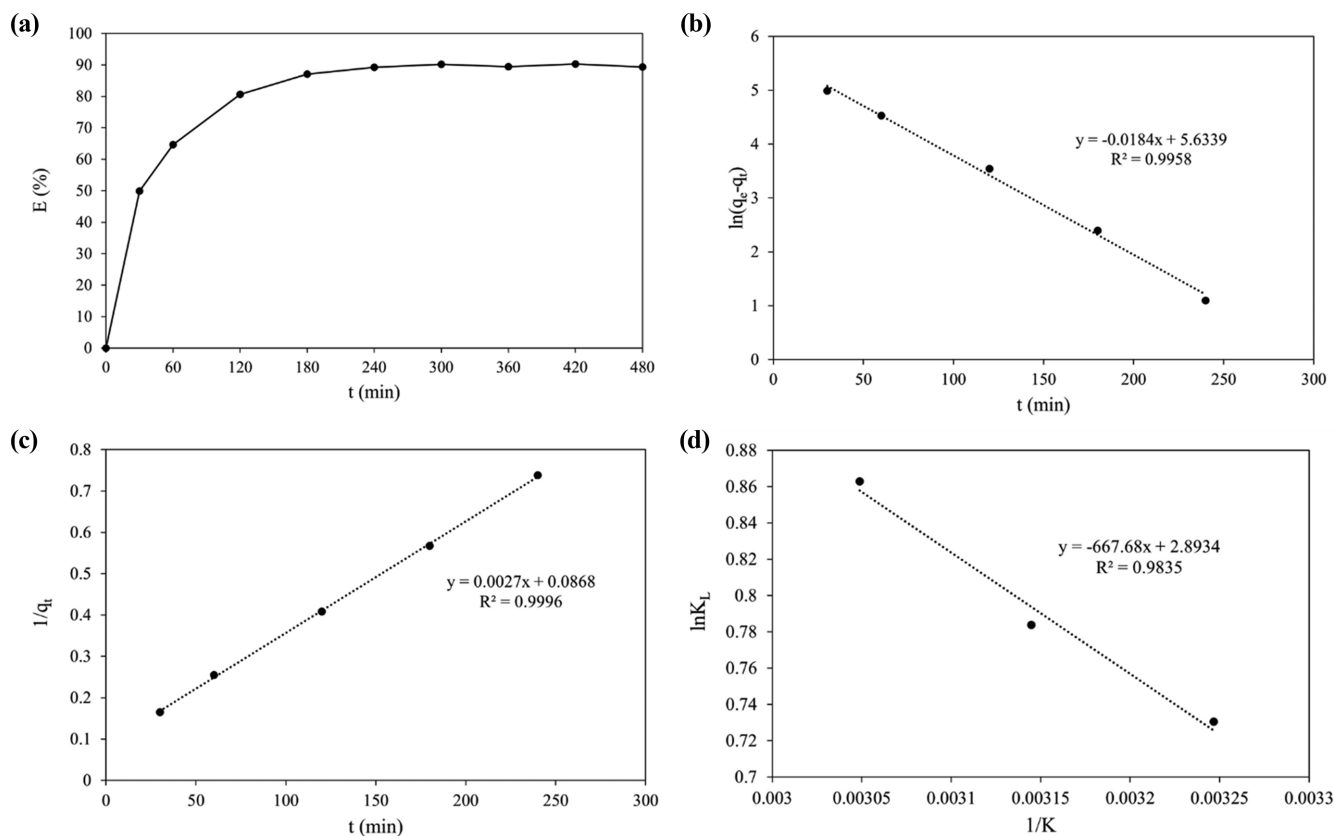 (a)
100
90
80
70
60
50
40
30
20
10
0
E (%)
0 60 120 180 240 300 360 420 480
t (min)
(b)
6
5
4
3
2
1
0
ln(qe-qt)
y = -0.0184x + 5.6339
R² = 0.9958
0 50 100 150 200 250 300
t (min)
(c)
0.8
0.7
0.6
0.5
0.4
0.3
0.2
0.1
0
1/qt
y = 0.0027x + 0.0868
R² = 0.9996
0 50 100 150 200 250 300
t (min)
(d)
0.88
0.86
0.84
0.82
0.8
0.78
0.76
0.74
0.72
0.7
lnKL
y = -667.68x + 2.8934
R² = 0.9835
0.003 0.00305 0.0031 0.00315 0.0032 0.00325 0.0033
1/K